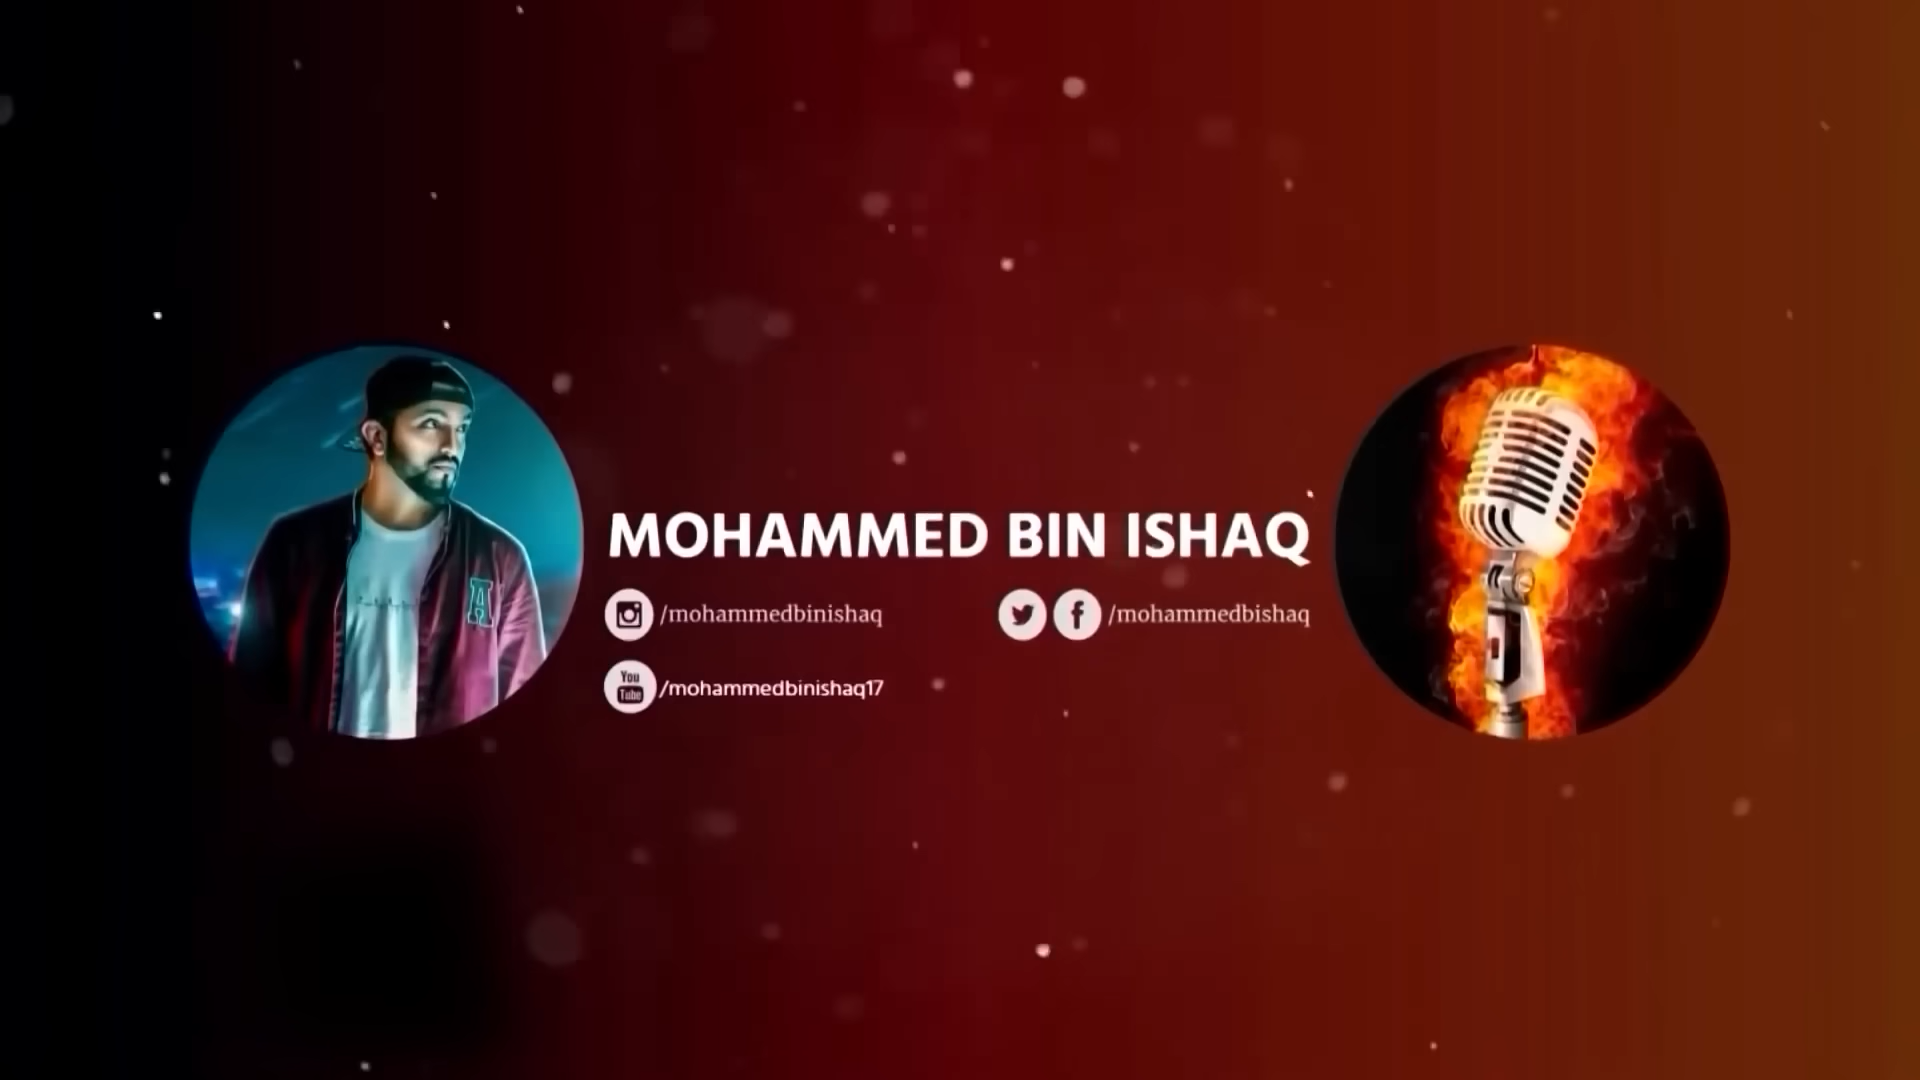 MOHAMMED BIN ISHAQ
/mohammedbinishaq
/mohammedbishaq
You
Tube
/mohammedbinishaq17
A